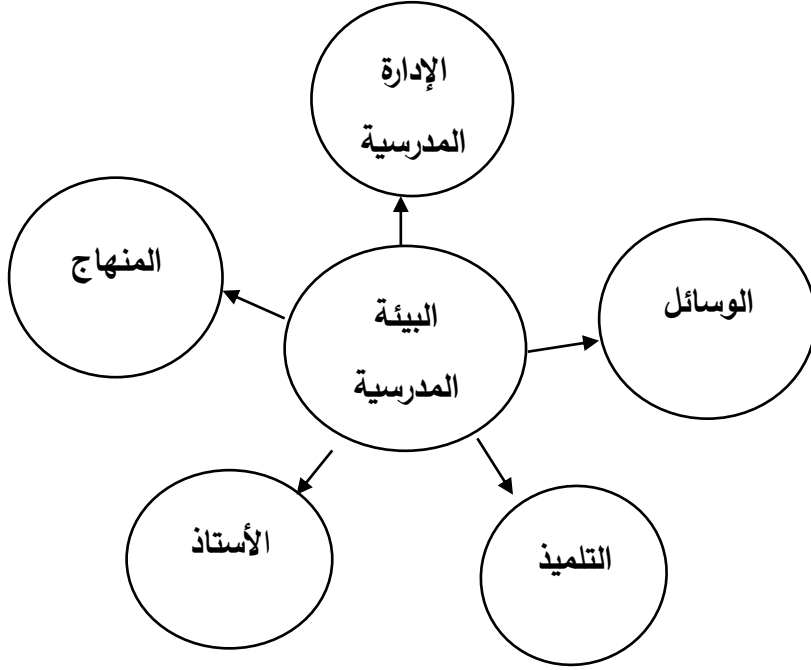 الإدارة
المدرسية
المنهاج
الوسائل
البيئة
المدرسية
الأستاذ
التلميذ